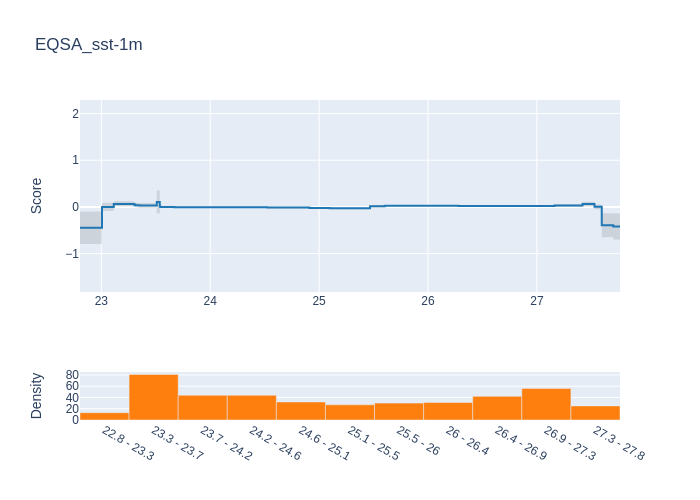 EQSA_sst-1m
Score
2
1
0
−1
23 24 25 26 27
Density
80
60
40
20
0
22.8 - 23.3
23.3 - 23.7
23.7 - 24.2
24.2 - 24.6
24.6 - 25.1
25.1 - 25.5
25.5 - 26
26 - 26.4
26.4 - 26.9
26.9 - 27.3
27.3 - 27.8